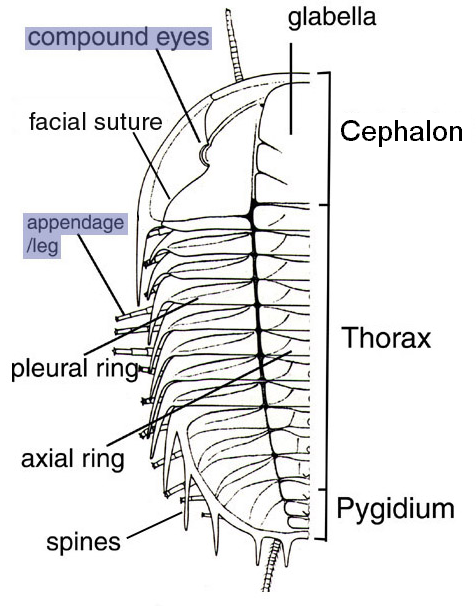 glabella
compound eyes
facial suture
Cephalon
appendage
/leg
Thorax
pleural ring
axial ring
Pygidium
spines